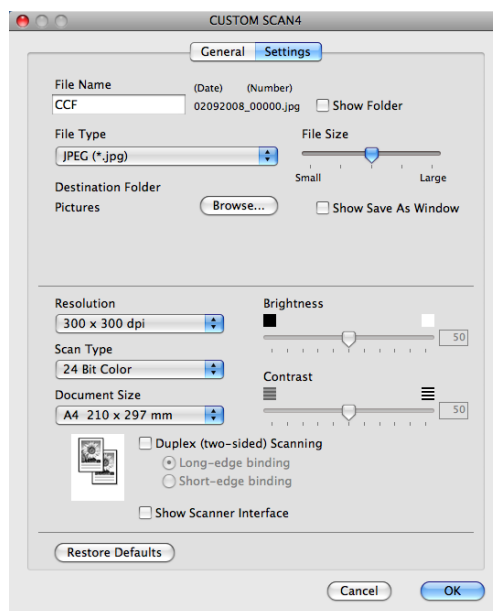 CUSTOM SCAN4
General Settings
File Name
(Date) (Number)
CCF
02092008_00000.jpg
Show Folder
File Type
File Size
JPEG (*.jpg)
Small Large
Destination Folder
Pictures
Browse...
Show Save As Window
Resolution
Brightness
300 x 300 dpi
50
Scan Type
24 Bit Color
Contrast
Document Size
A4 210 x 297 mm
50
Duplex (two-sided) Scanning
Long-edge binding
Short-edge binding
Show Scanner Interface
Restore Defaults
Cancel OK